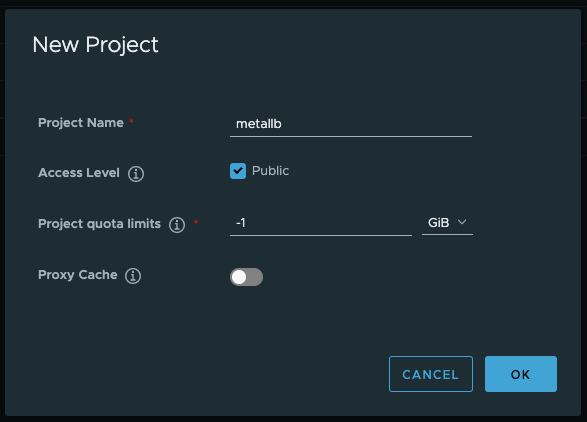 New Project
Project Name *
metallb
Access Level i
Public
Project quota limits i *
-1
GiB
Proxy Cache i
CANCEL
OK